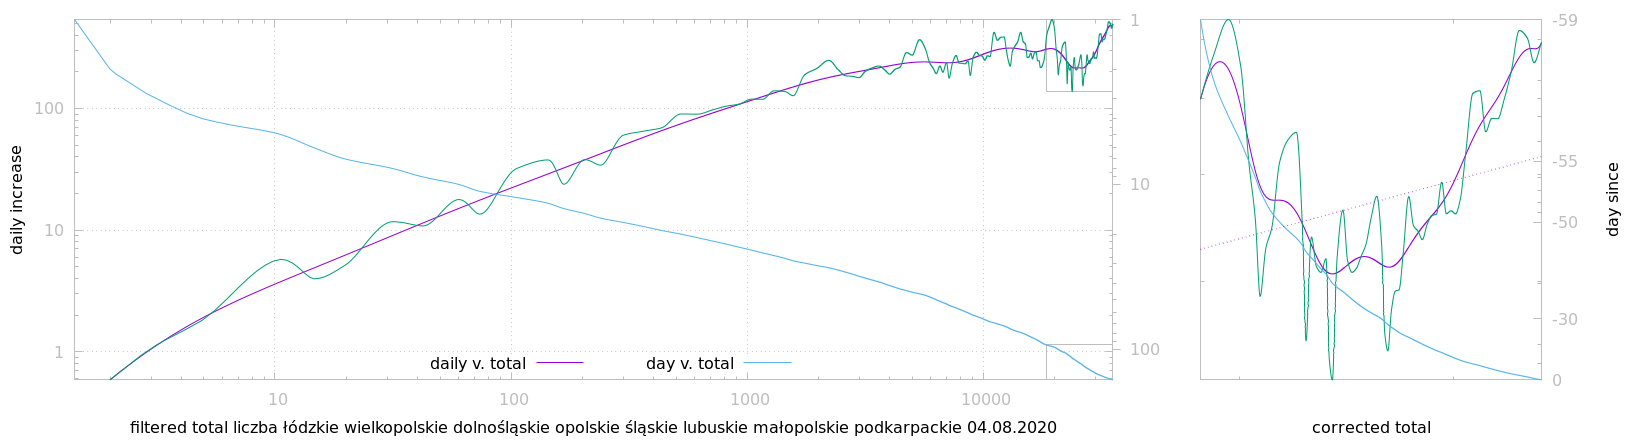 daily increase
100
10
1
daily v. total
day v. total
10
100
1000
10000
1
10
100
filtered total liczba łódzkie wielkopolskie dolnośląskie opolskie śląskie lubuskie małopolskie podkarpackie 04.08.2020
-59
-55
-50
-30
0
day since
corrected total